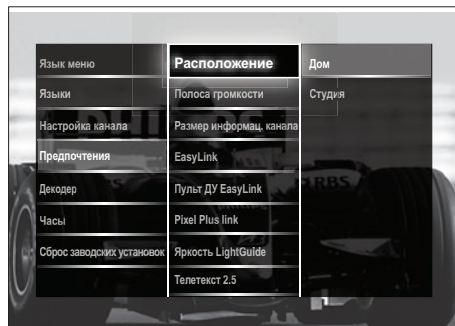 Язык меню
Языки
Настройка канала
Предпочтения
Декодер
Часы
Сброс заводских установок
Расположение
Полоса громкости
Размер информац. канала
EasyLink
Пульт ДУ EasyLink
Pixel Plus link
Яркость LightGuide
Телетекст 2.5
Дом
Студия
RBS